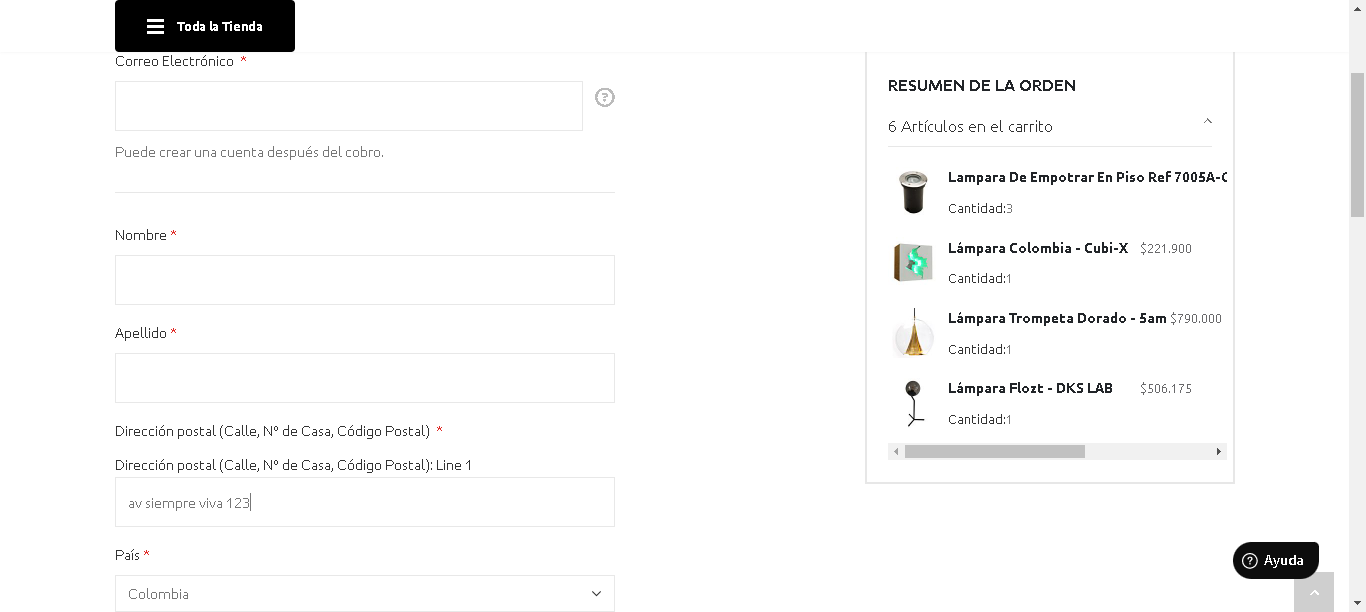 Toda la Tienda
Correo Electrónico *
Puede crear una cuenta después del cobro.
Nombre *
Apellido *
Dirección postal (Calle, Nº de Casa, Código Postal) *
Dirección postal (Calle, Nº de Casa, Código Postal): Line 1
av siempre viva 123
País *
Colombia
RESUMEN DE LA ORDEN
6 Artículos en el carrito
Lampara De Empotrar En Piso Ref 7005A-
Cantidad:3
Lámpara Colombia - Cubi-X $221.900
Cantidad:1
Lámpara Trompeta Dorado - 5am $790.000
Cantidad:1
Lámpara Flozt - DKS LAB $506.175
Cantidad:1
Ayuda